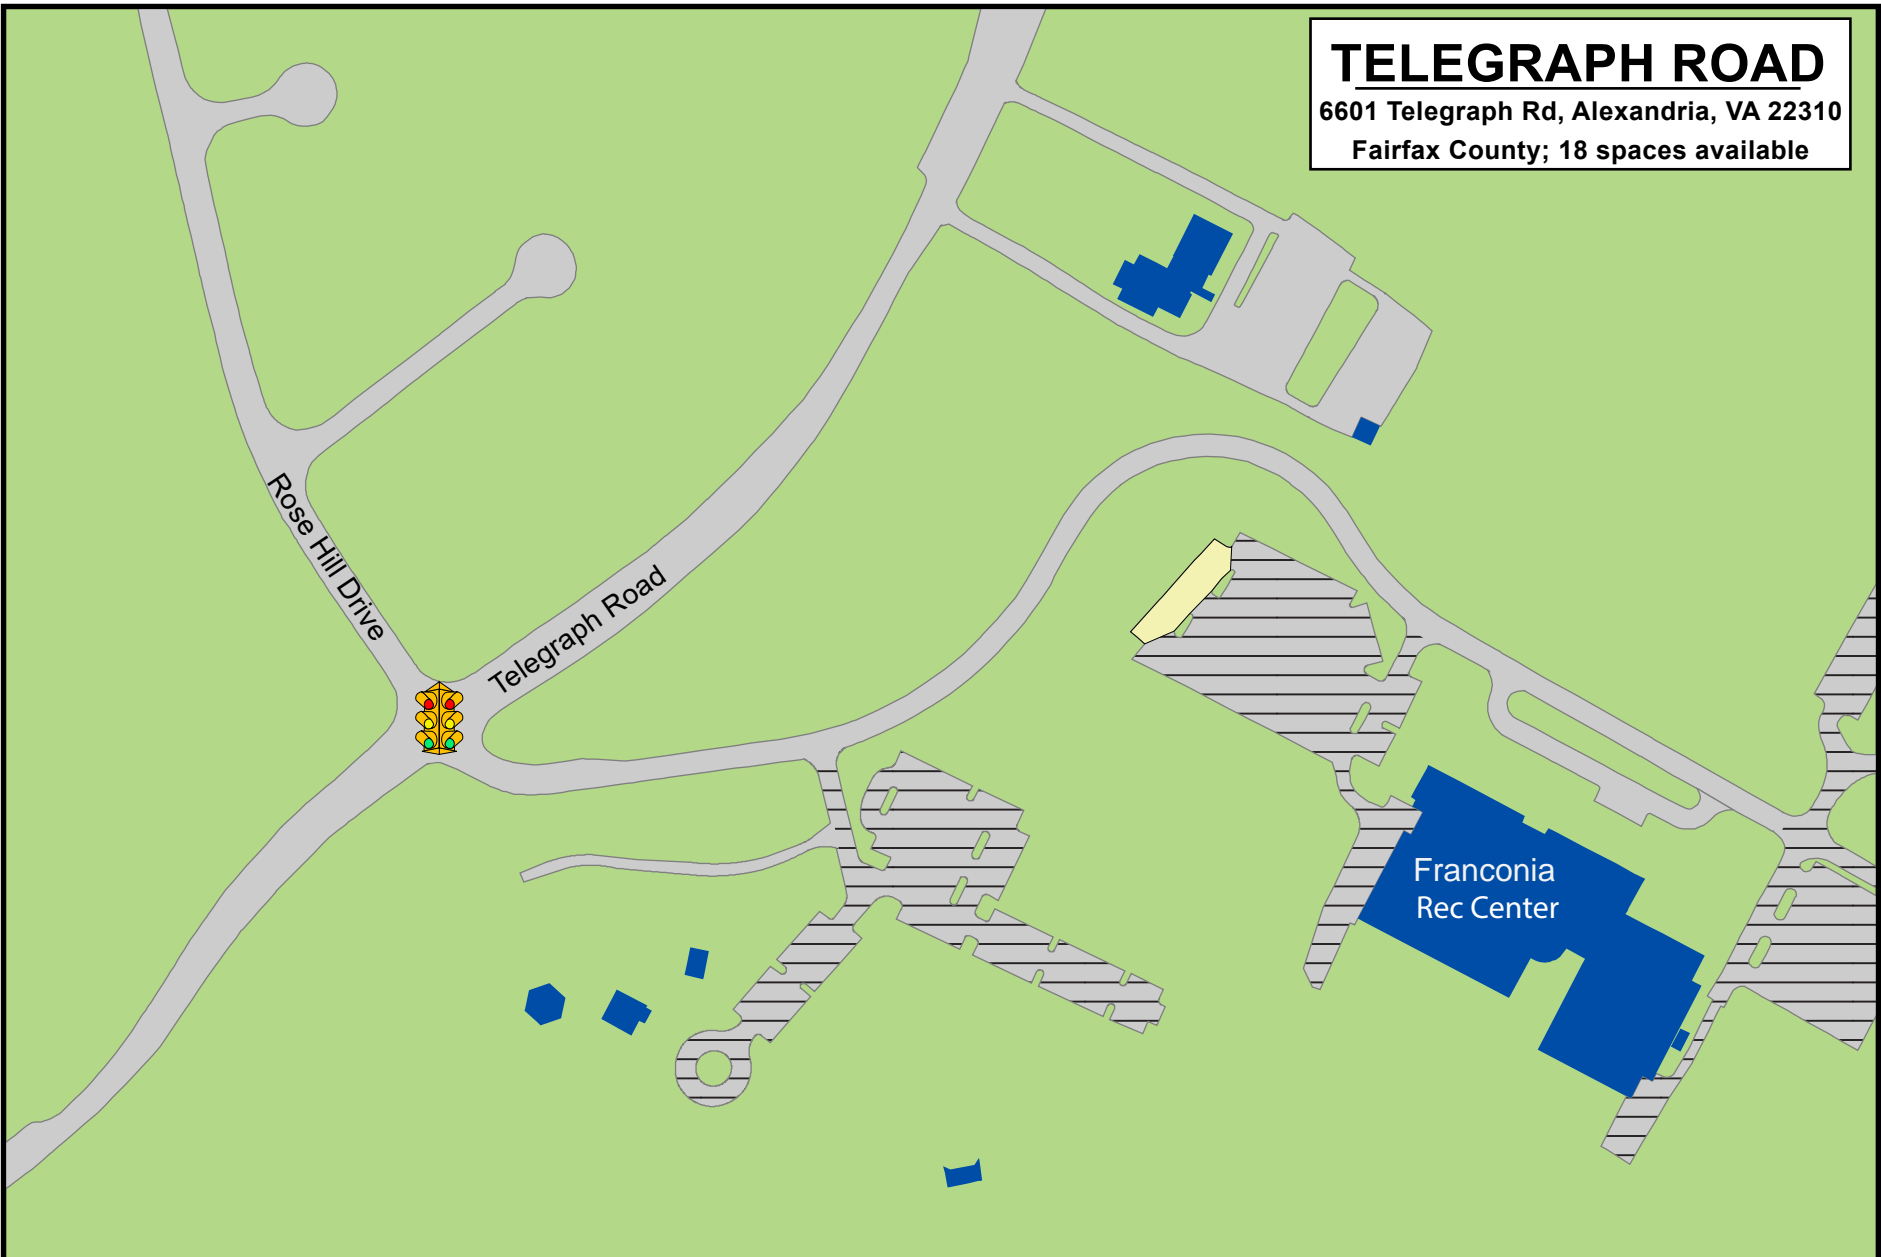 TELEGRAPH ROAD
6601 Telegraph Rd, Alexandria, VA 22310
Fairfax County; 18 spaces available
Rose Hill Drive
Telegraph Road
Franconia
Rec Center